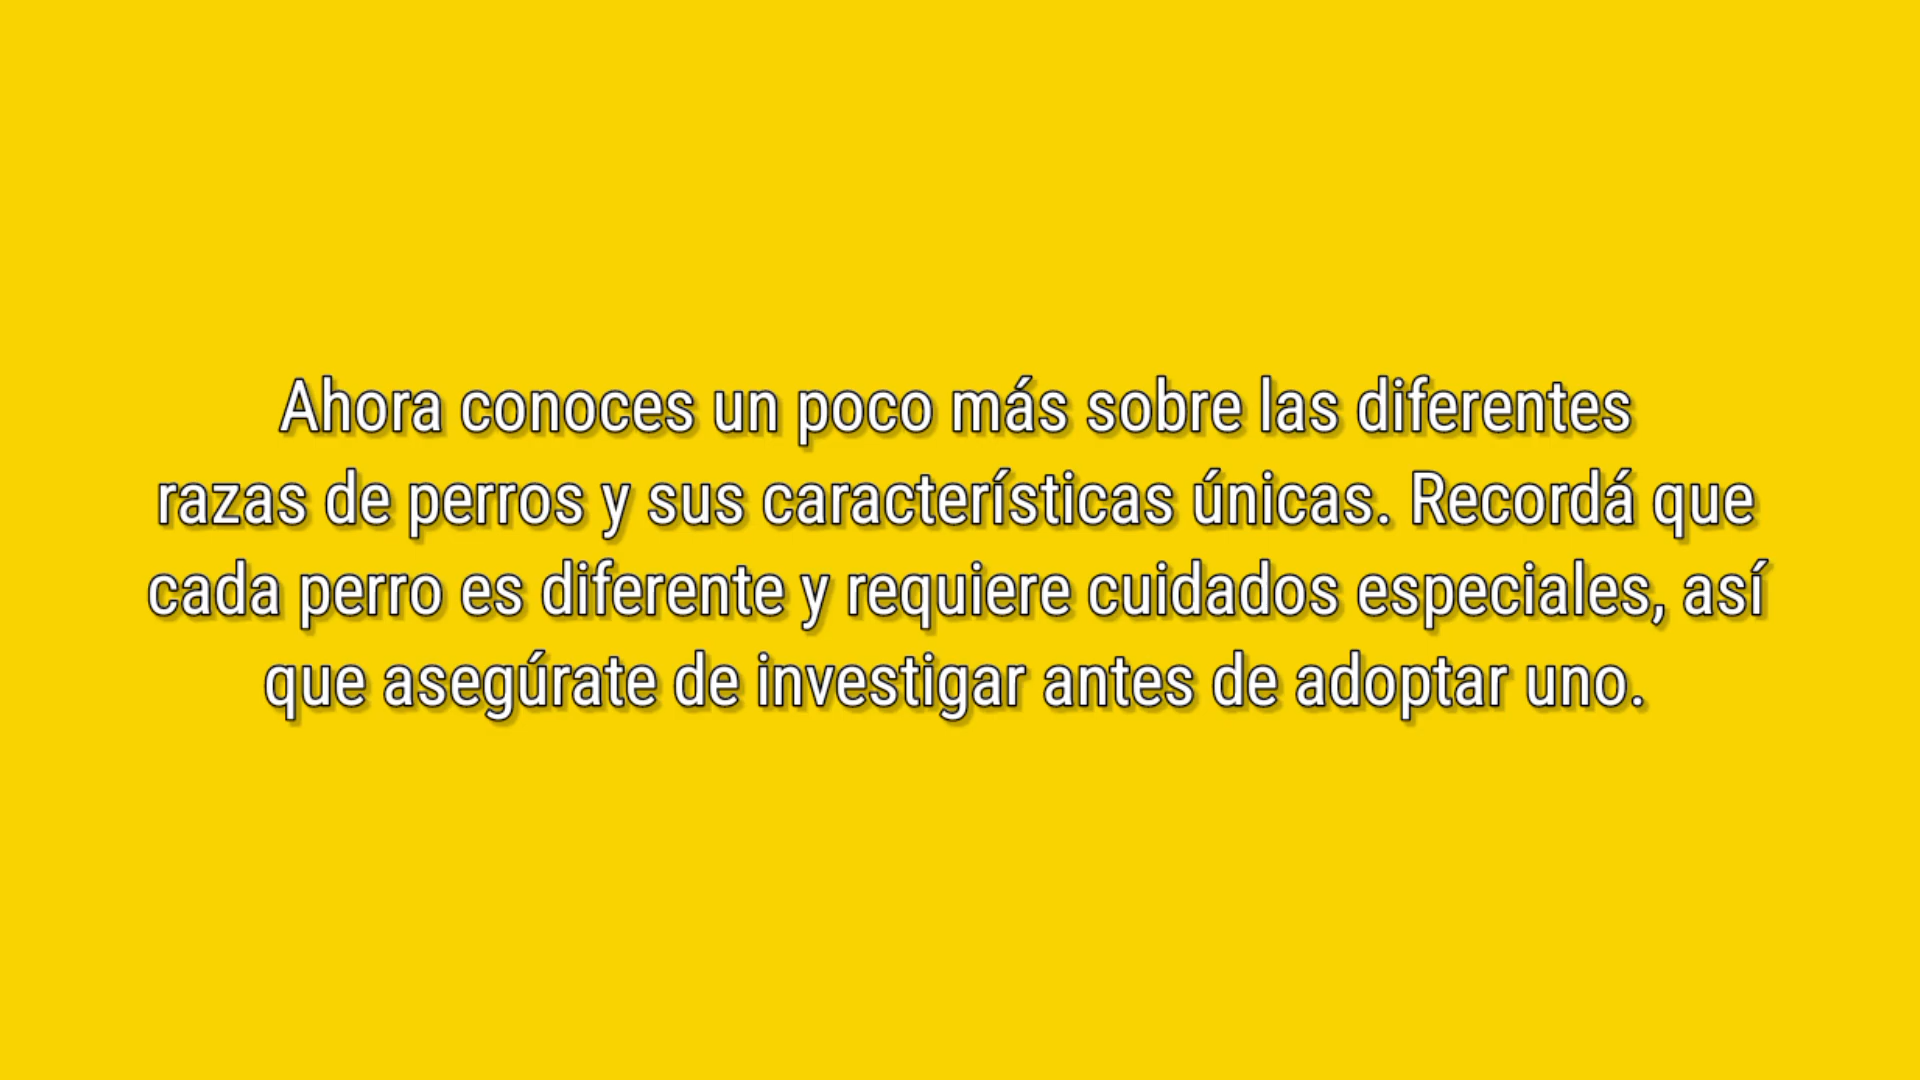 Ahora conoces un poco más sobre las diferentes
razas de perros y sus características únicas. Recordá que
cada perro es diferente y requiere cuidados especiales, así
que asegúrate de investigar antes de adoptar uno.